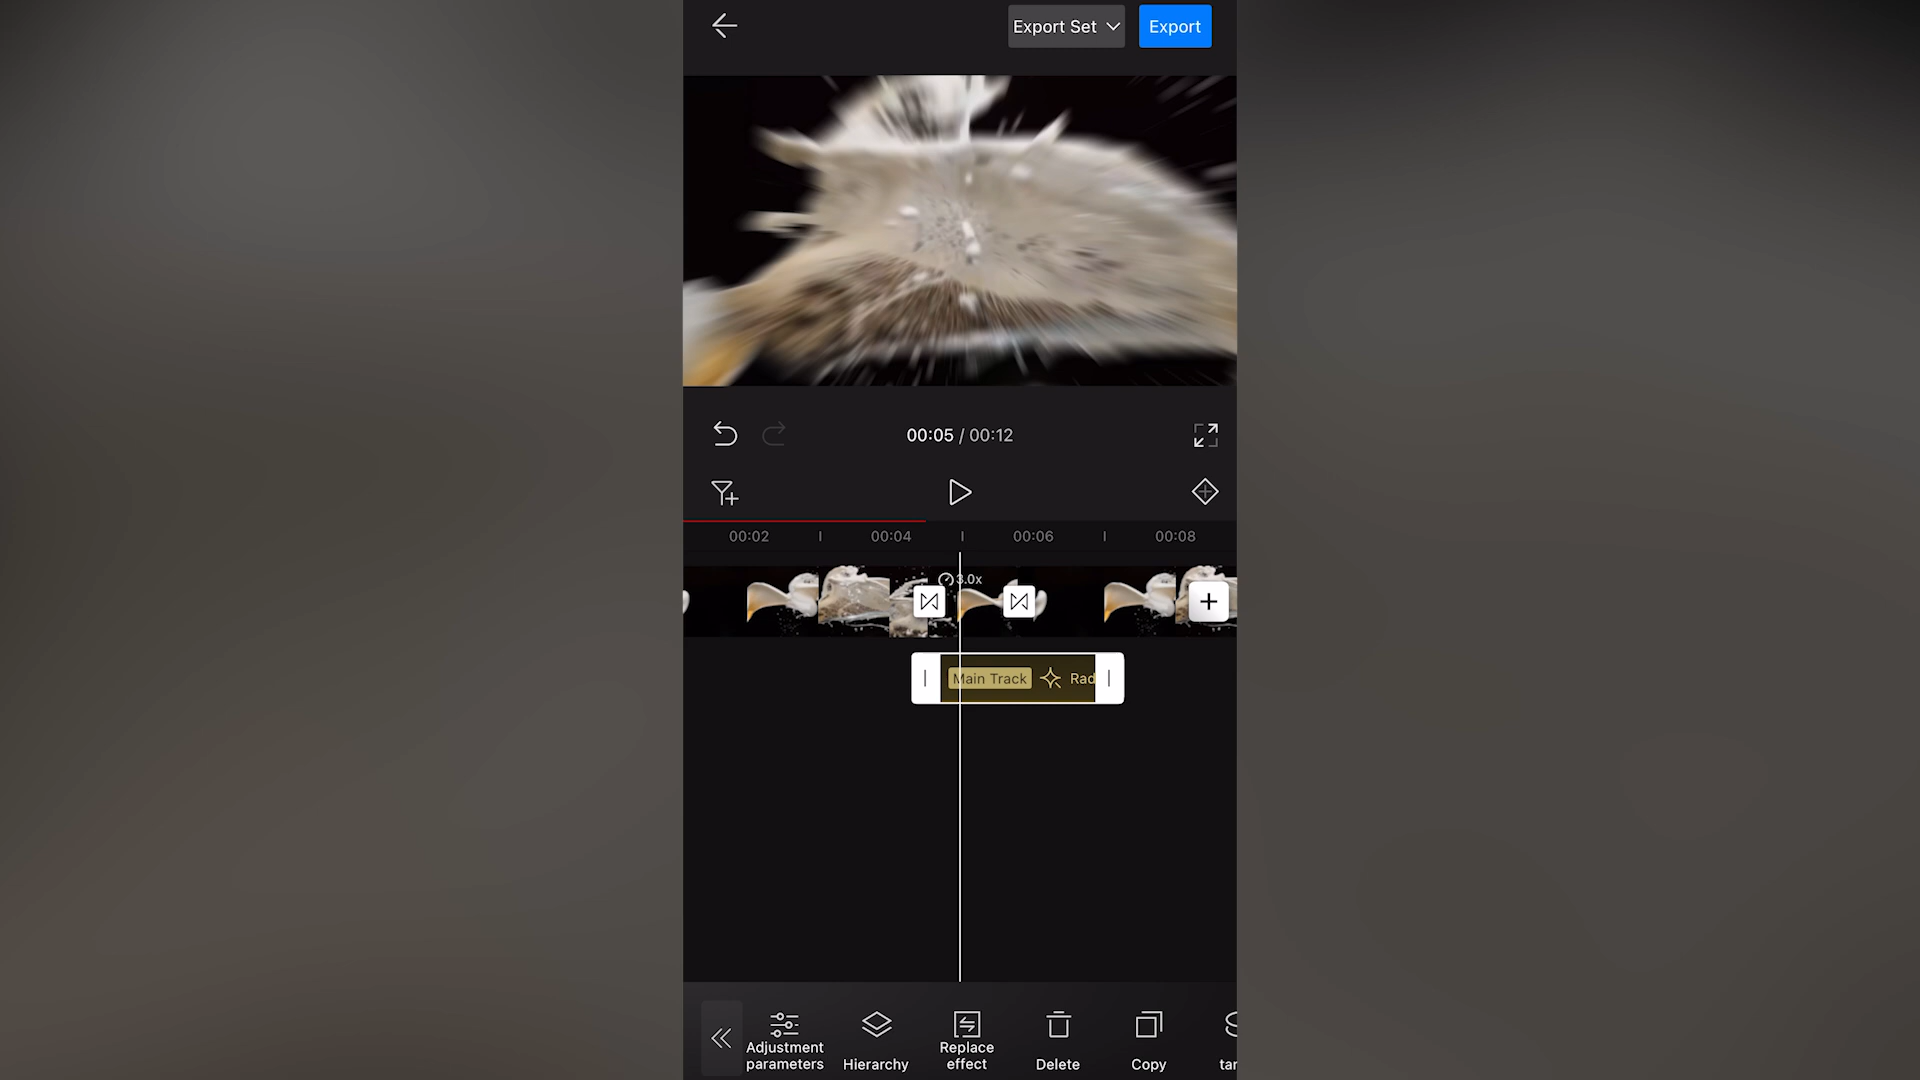 Export Set
Export
00:05 / 00:12
00:02
00:04
00:06
00:08
3.0x
Main Track
Rad
Adjustment
parameters
Hierarchy
Replace
effect
Delete
Copy
tar